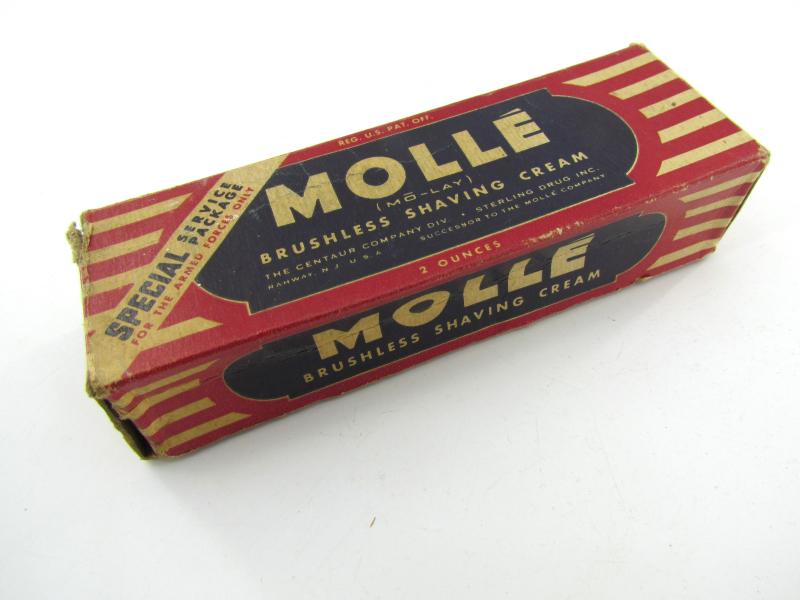 SPECIAL SERVICE
PACKAGE
FOR THE ARMED FORCES ONLY
REG. U.S. PAT. OFF.
MOLLÉ
(MŌ-LAY)
BRUSHLESS SHAVING CREAM
THE CENTAUR COMPANY DIV. • STERLING DRUG INC.
RAHWAY, N.J. U.S.A. SUCCESSOR TO THE MOLLÉ COMPANY
2 OUNCES
MOLLÉ
BRUSHLESS SHAVING CREAM